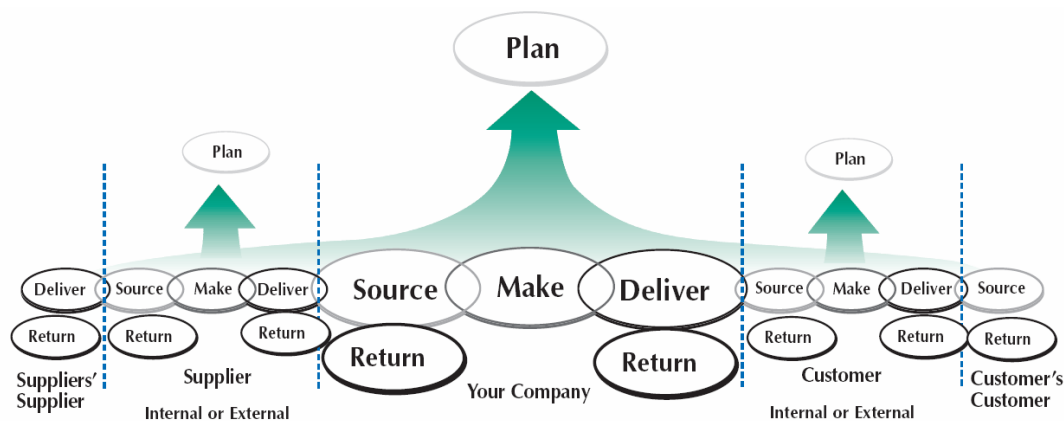 Plan
Plan
Plan
Deliver
Source
Make
Deliver
Source
Make
Deliver
Source
Make
Deliver
Source
Return
Return
Return
Return
Return
Return
Return
Return
Suppliers'
Supplier
Supplier
Internal or External
Your Company
Customer
Internal or External
Customer's
Customer